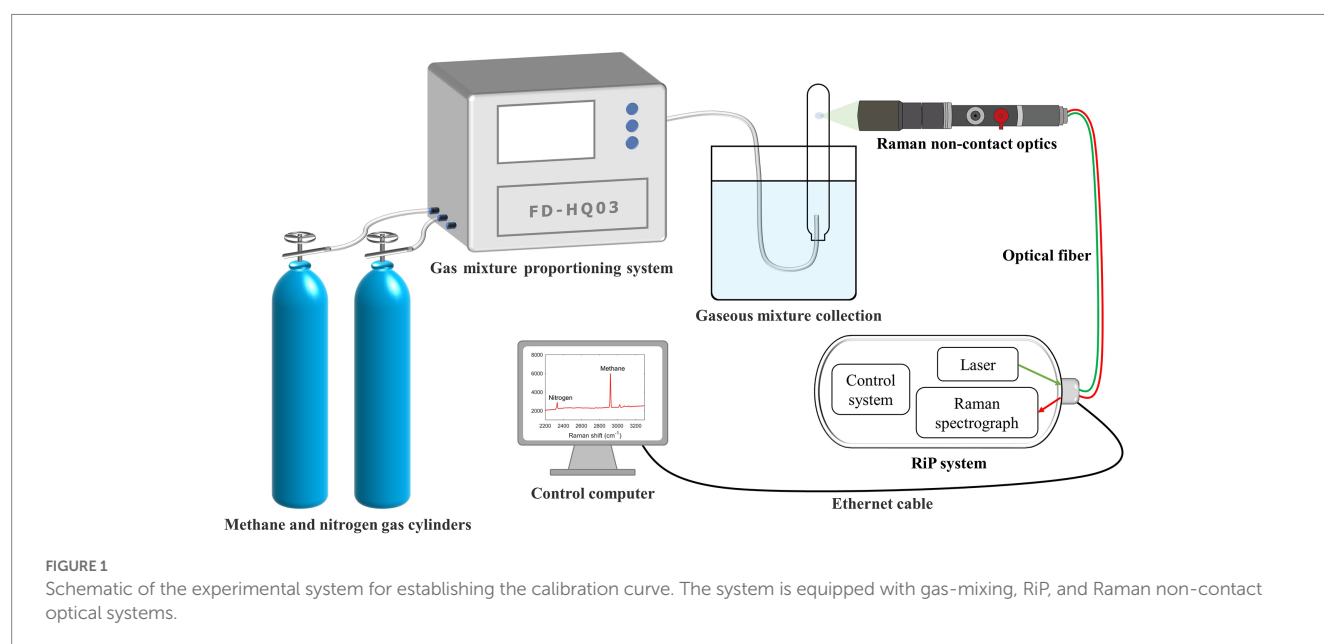 FD-HQ03
Gas mixture proportioning system
Raman non-contact optics
Gaseous mixture collection
Optical fiber
8000
6000
4000
2000
Methane
Nitrogen
2200 2400 2600 2800 3000 3200
Raman shift (cm⁻¹)
Control computer
Control
system
Laser
Raman
spectrograph
RiP system
Ethernet cable
Methane and nitrogen gas cylinders
FIGURE 1
Schematic of the experimental system for establishing the calibration curve. The system is equipped with gas-mixing, RiP, and Raman non-contact
optical systems.